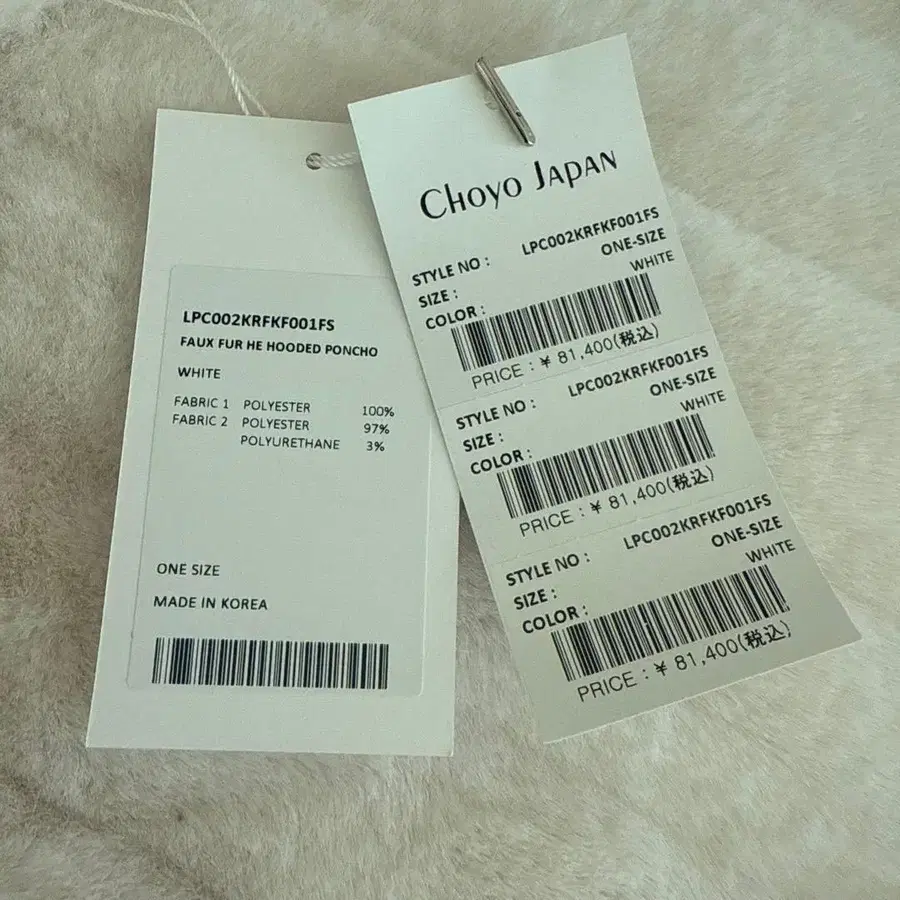 LPC002KRFKF001FS
FAUX FUR HE HOODED PONCHO
WHITE
FABRIC 1 POLYESTER 100%
FABRIC 2 POLYESTER 97%
POLYURETHANE 3%
ONE SIZE
MADE IN KOREA
CHOYO JAPAN
STYLE NO : LPC002KRFKF001FS
SIZE : ONE-SIZE
COLOR : WHITE
PRICE : ¥ 81,400(税込)
STYLE NO : LPC002KRFKF001FS
SIZE : ONE-SIZE
COLOR : WHITE
PRICE : ¥ 81,400(税込)
STYLE NO : LPC002KRFKF001FS
SIZE : ONE-SIZE
COLOR : WHITE
PRICE : ¥ 81,400(税込)